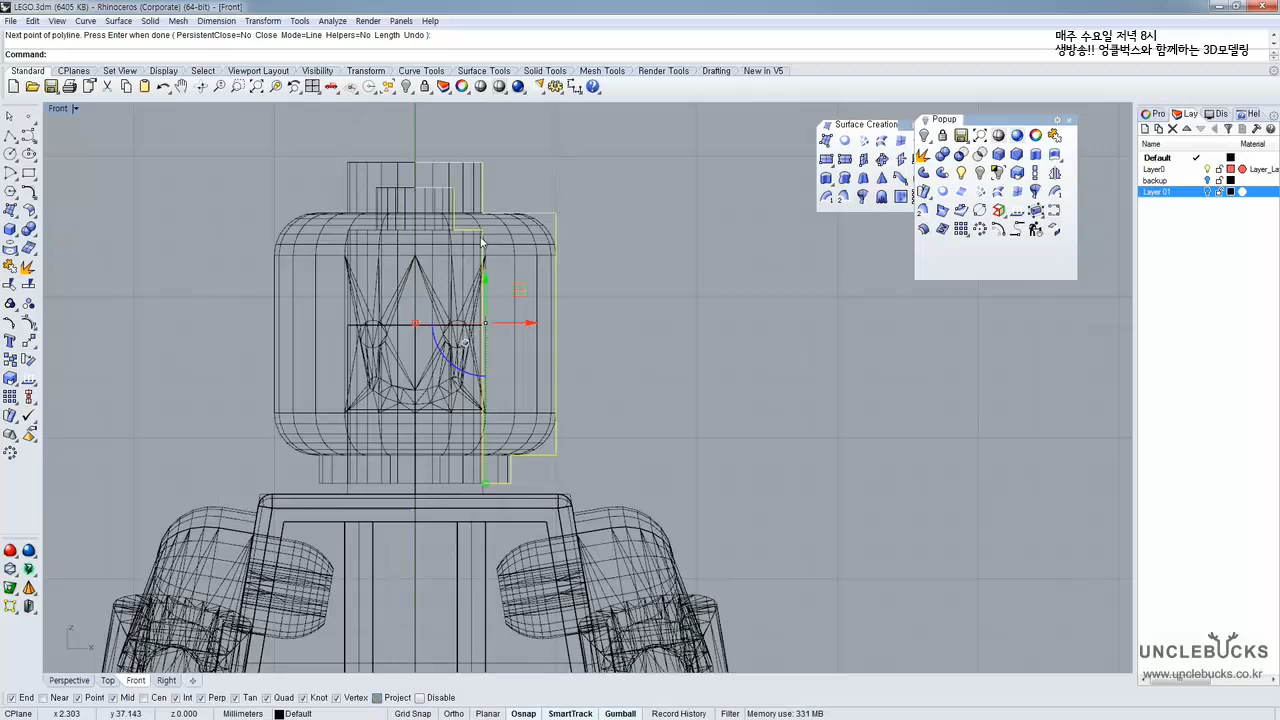 LEGO.3dm (6405 KB) - Rhinoceros (Corporate) (64-bit) - [Front]
File Edit View Curve Surface Solid Mesh Dimension Transform Tools Analyze Render Panels Help
Next point of polyline. Press Enter when done ( PersistentClose=No Close Mode=Line Helpers=No Length Undo ):
매주 수요일 저녁 8시
생방송!! 엉클벅스와 함께하는 3D모델링
Command:
Standard CPlanes Set View Display Select Viewport Layout Visibility Transform Curve Tools Surface Tools Solid Tools Mesh Tools Render Tools Drafting New in V5
Front
Surface Creation
Popup
Pro Lay Dis Hel
Name Material
Default
Layer0 Layer_La
backup
Layer 01
z
x
UNCLEBUCKS
www.unclebucks.co.kr
Perspective Top Front Right
End Near Point Mid Cen Int Perp Tan Quad Knot Vertex Project Disable
CPlane x 2.303 y 37.143 z 0.000 Millimeters Default Grid Snap Ortho Planar Osnap SmartTrack Gumball Record History Filter Memory use: 331 MB